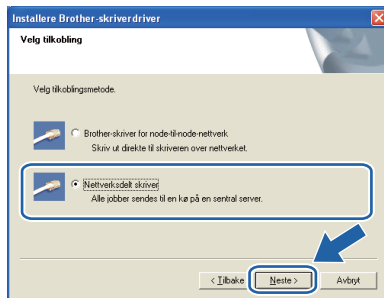 Installere Brother-skriverdriver
Velg tilkobling
Velg tilkoblingsmetode.
Brother-skriver for node-til-node-nettverk
Skriv ut direkte til skriveren over nettverket.
Nettverksdelt skriver
Alle jobber sendes til en kø på en sentral server.
< Tilbake
Neste >
Avbryt